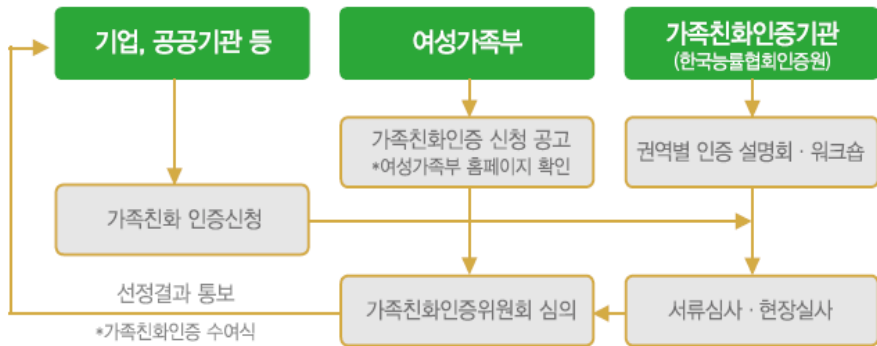 기업, 공공기관 등
여성가족부
가족친화인증기관
(한국능률협회인증원)
가족친화인증 신청 공고
*여성가족부 홈페이지 확인
권역별 인증 설명회 · 워크숍
가족친화 인증신청
선정결과 통보
*가족친화인증 수여식
가족친화인증위원회 심의
서류심사 · 현장실사